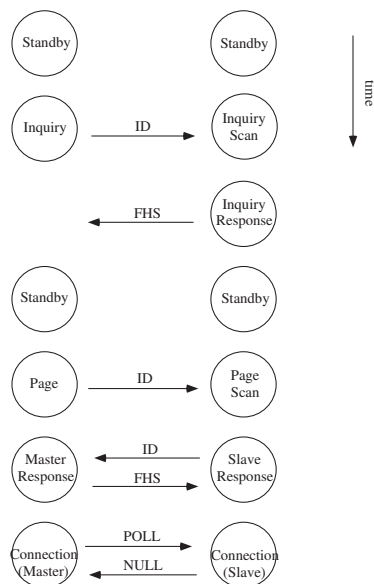 Standby
Standby
time
Inquiry
ID
Inquiry
Scan
FHS
Inquiry
Response
Standby
Standby
Page
ID
Page
Scan
Master
Response
ID
FHS
Slave
Response
Connection
(Master)
POLL
NULL
Connection
(Slave)